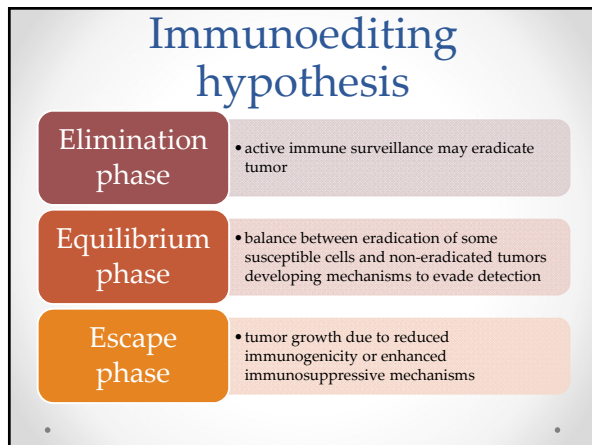 Immunoediting
hypothesis
Elimination
phase
• active immune surveillance may eradicate
tumor
Equilibrium
phase
• balance between eradication of some
susceptible cells and non-eradicated tumors
developing mechanisms to evade detection
Escape
phase
• tumor growth due to reduced
immunogenicity or enhanced
immunosuppressive mechanisms